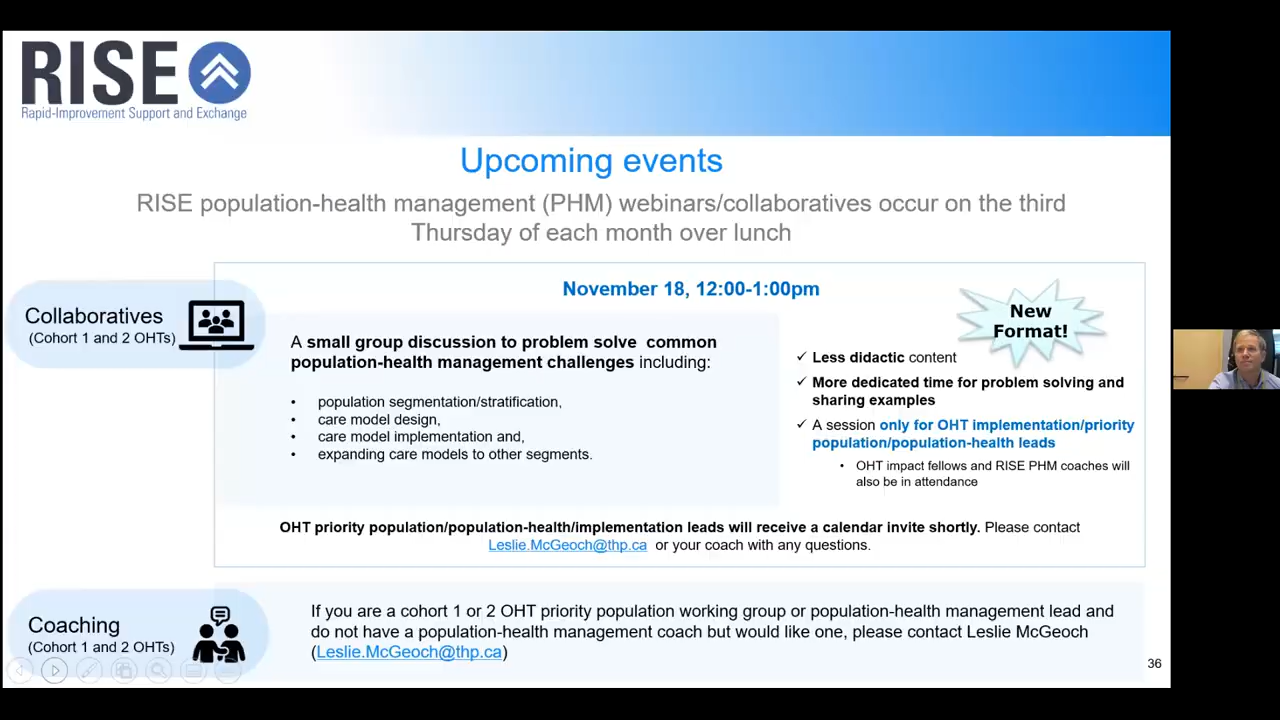 RISE
Rapid-Improvement Support and Exchange
Upcoming events
RISE population-health management (PHM) webinars/collaboratives occur on the third
Thursday of each month over lunch
Collaboratives
(Cohort 1 and 2 OHTs)
November 18, 12:00-1:00pm
A small group discussion to problem solve common
population-health management challenges including:
• population segmentation/stratification,
• care model design,
• care model implementation and,
• expanding care models to other segments.
New
Format!
✓ Less didactic content
✓ More dedicated time for problem solving and
sharing examples
✓ A session only for OHT implementation/priority
population/population-health leads
• OHT impact fellows and RISE PHM coaches will
also be in attendance
OHT priority population/population-health/implementation leads will receive a calendar invite shortly. Please contact
Leslie.McGeoch@thp.ca or your coach with any questions.
Coaching
(Cohort 1 and 2 OHTs)
If you are a cohort 1 or 2 OHT priority population working group or population-health management lead and
do not have a population-health management coach but would like one, please contact Leslie McGeoch
(Leslie.McGeoch@thp.ca)
36